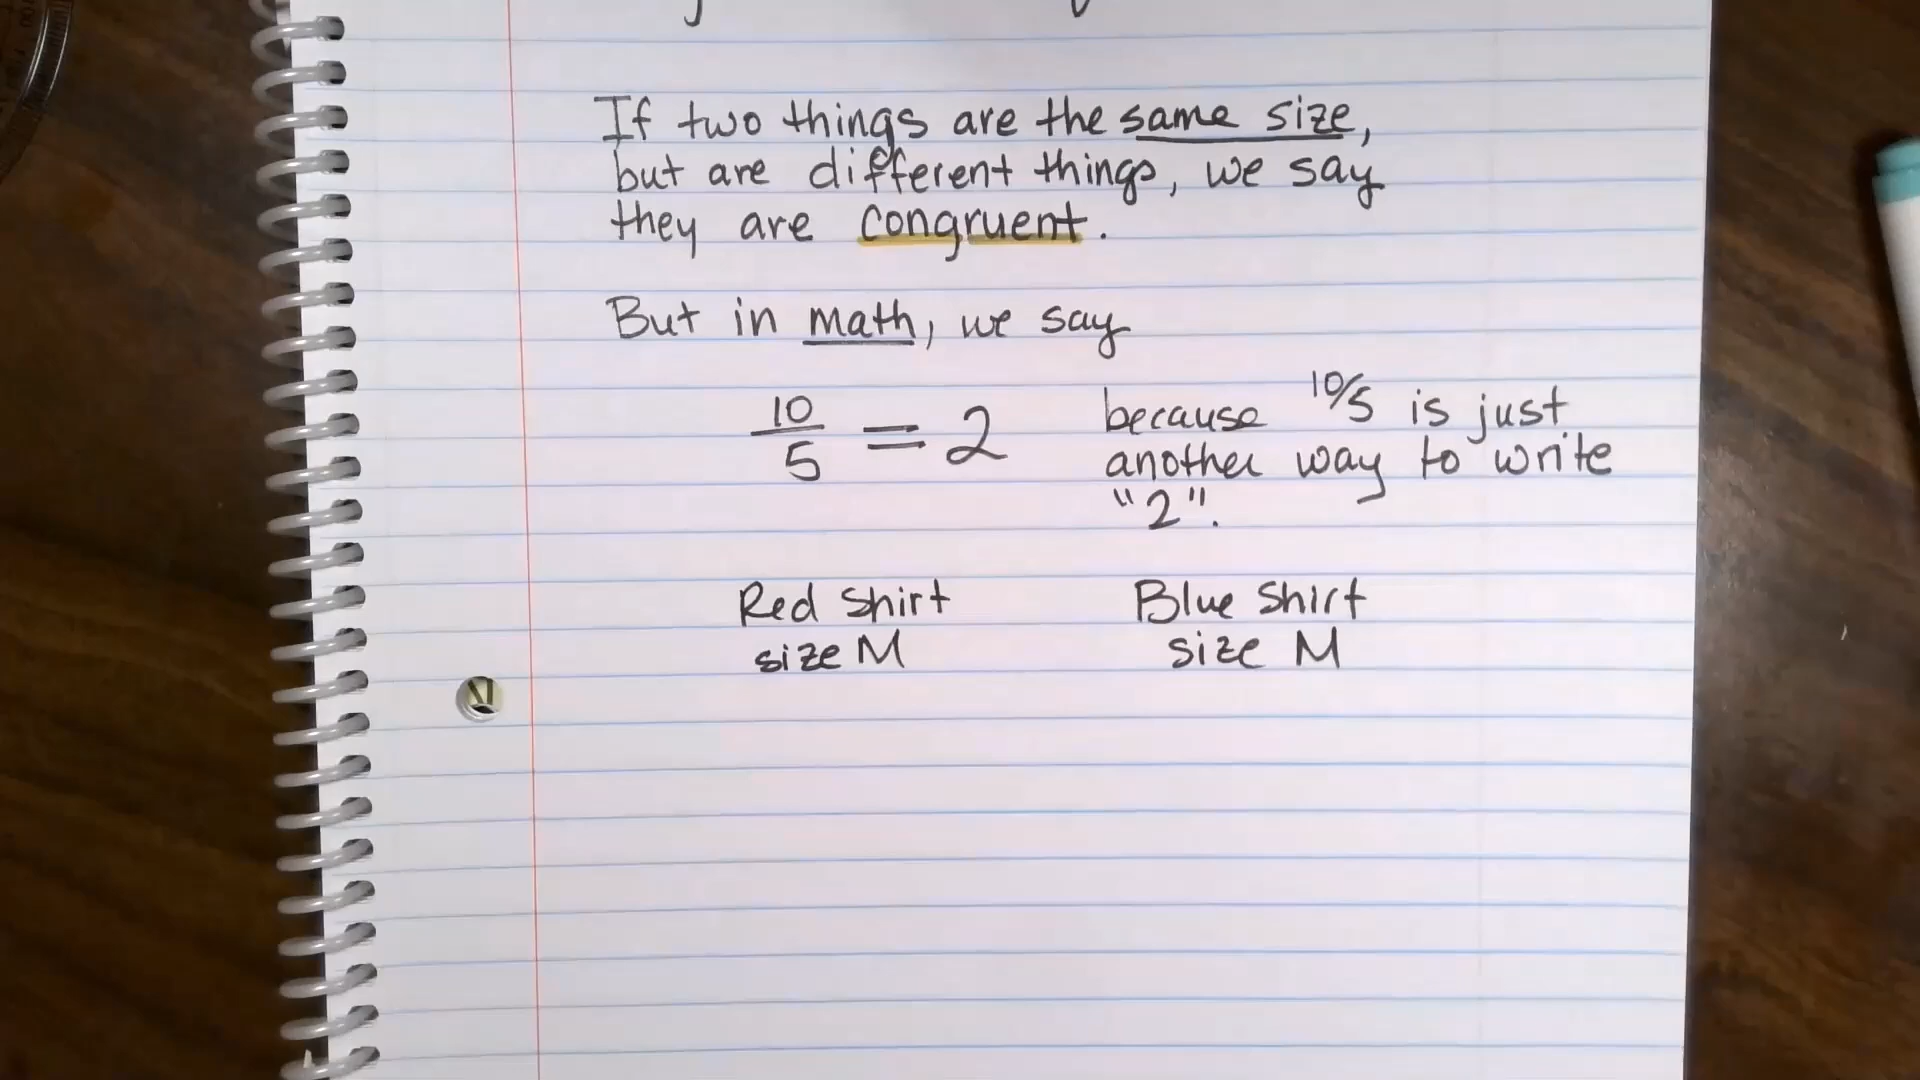 If two things are the same size,
but are different things, we say
they are congruent.
But in math, we say
10/5 = 2
because 10/5 is just
another way to write
"2".
Red Shirt
size M
Blue Shirt
size M